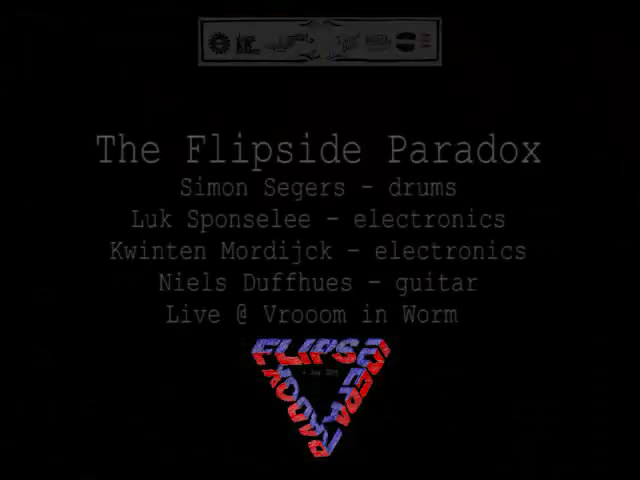 The Flipside Paradox
Simon Segers - drums
Luk Sponselee - electronics
Kwinten Mordijck - electronics
Niels Duffhues - guitar
Live @ Vrooom in Worm
FLIPSIDEPARADOX